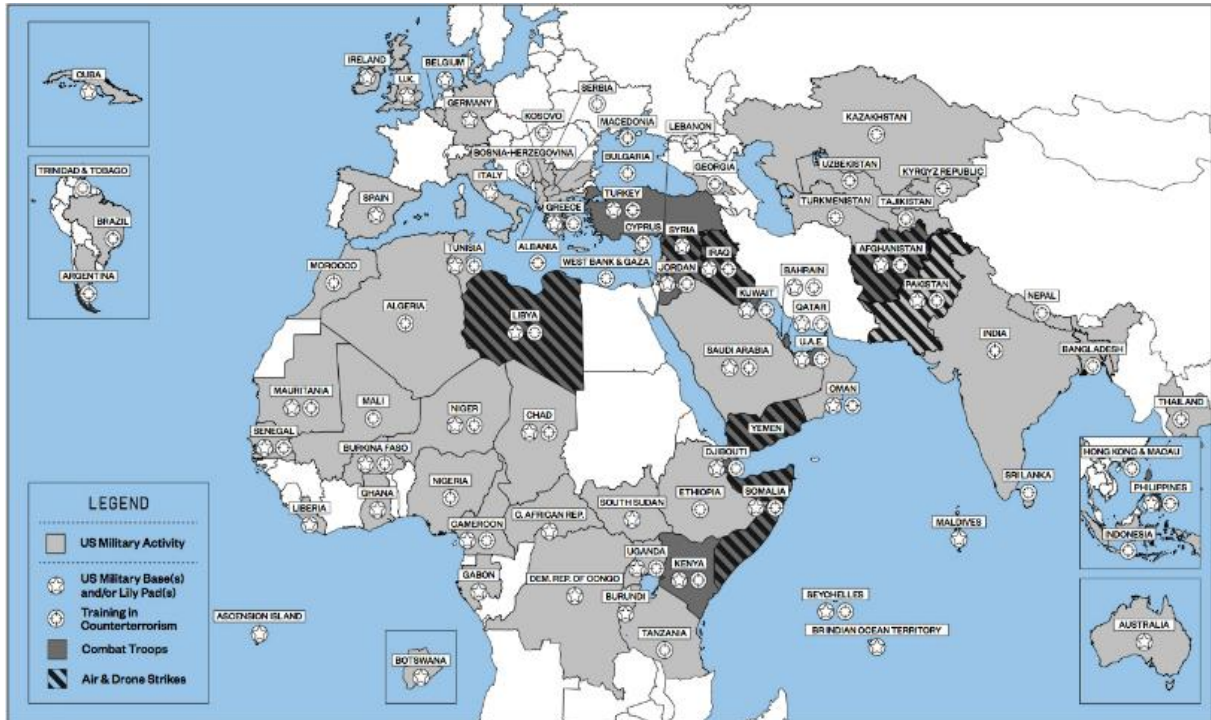 CUBA
TRINIDAD & TOBAGO
BRAZIL
ARGENTINA
IRELAND
BELGIUM
U.K.
GERMANY
SERBIA
KOSOVO
MACEDONIA
LEBANON
KAZAKHSTAN
BOSNIA-HERZEGOVINA
BULGARIA
GEORGIA
UZBEKISTAN
KYRGYZ REPUBLIC
ITALY
SPAIN
TURKEY
TURKMENISTAN
TAJIKISTAN
GREECE
CYPRUS
SYRIA
AFGHANISTAN
TUNISIA
ALBANIA
WEST BANK & GAZA
IRAQ
MOROCCO
JORDAN
BAHRAIN
PAKISTAN
KUWAIT
NEPAL
ALGERIA
LIBYA
QATAR
INDIA
SAUDI ARABIA
U.A.E.
BANGLADESH
MAURITANIA
MALI
NIGER
CHAD
OMAN
THAILAND
SENEGAL
YEMEN
BURKINA FASO
DJIBOUTI
HONG KONG & MACAU
NIGERIA
ETHIOPIA
SOMALIA
SRI LANKA
PHILIPPINES
LIBERIA
GHANA
SOUTH SUDAN
CAMEROON
C. AFRICAN REP.
MALDIVES
INDONESIA
UGANDA
KENYA
GABON
DEM. REP. OF CONGO
BURUNDI
SEYCHELLES
ASCENSION ISLAND
TANZANIA
BR INDIAN OCEAN TERRITORY
AUSTRALIA
BOTSWANA
LEGEND
US Military Activity
US Military Base(s)
and/or Lily Pad(s)
Training in
Counterterrorism
Combat Troops
Air & Drone Strikes